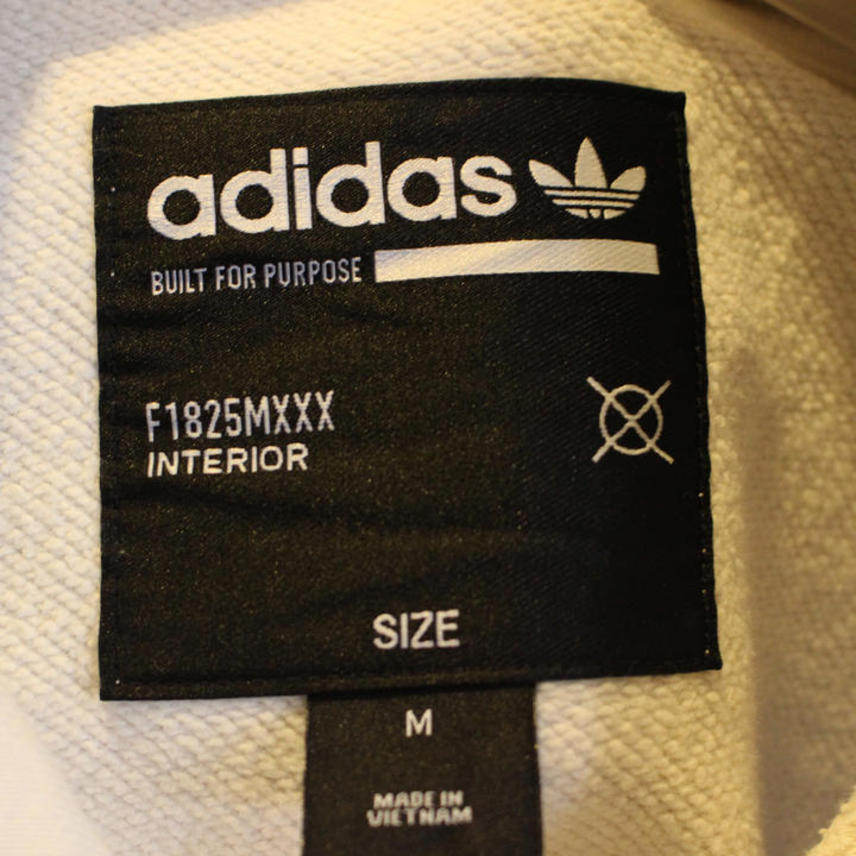 adidas
BUILT FOR PURPOSE
F1825MXXX
INTERIOR
SIZE
M
MADE IN
VIETNAM